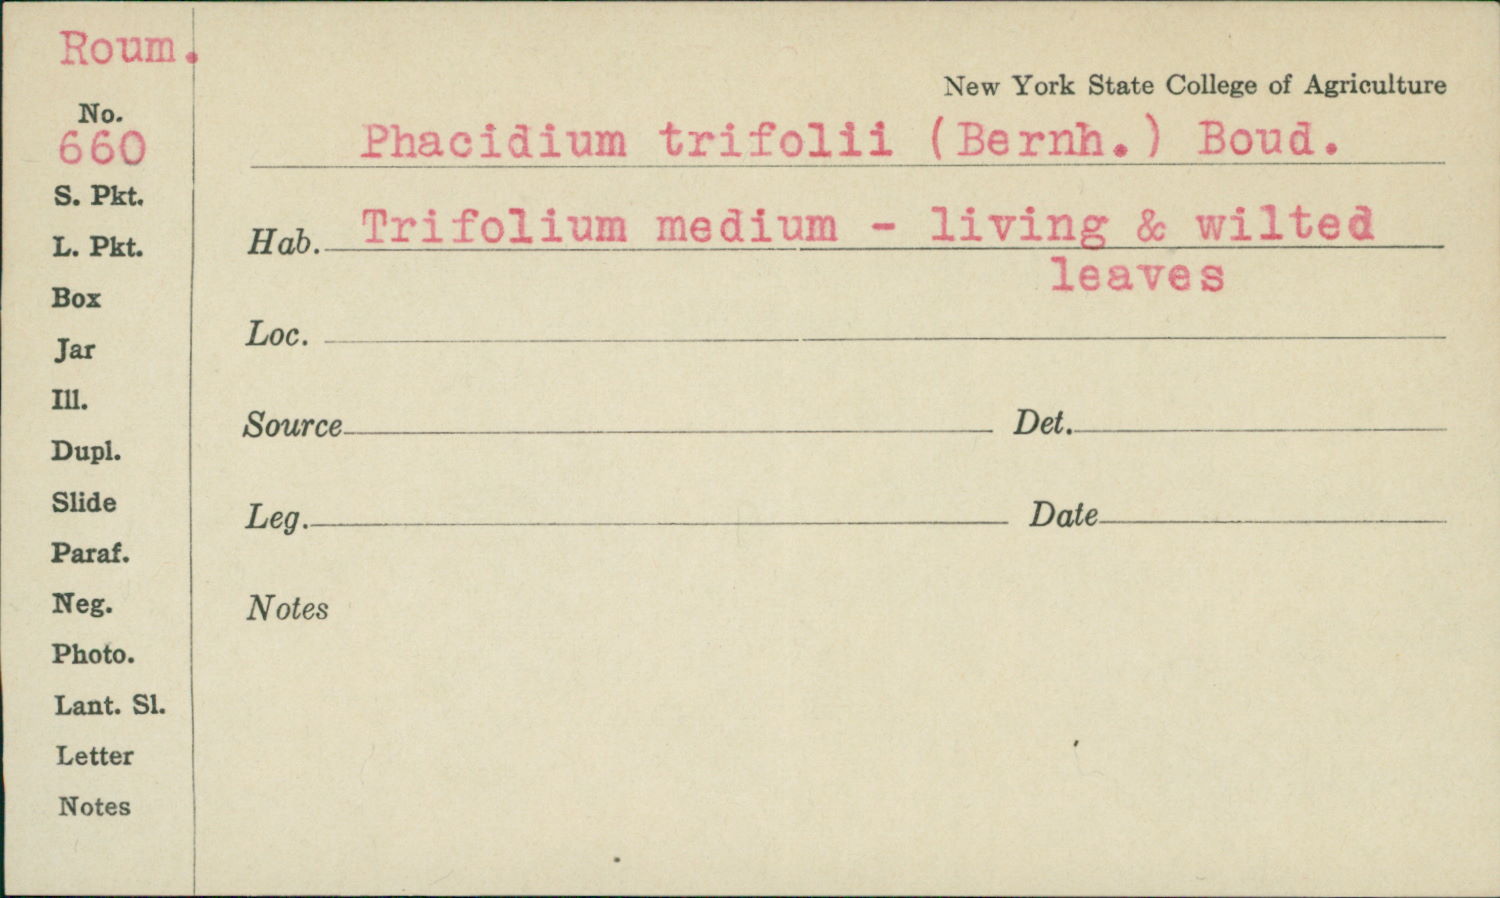 Roum.
New York State College of Agriculture
No.
660
Phacidium trifolii (Bernh.) Boud.
S. Pkt.
Hab. Trifolium medium - living & wilted
leaves
L. Pkt.
Box
Loc.
Jar
Ill.
Source Det.
Dupl.
Slide
Leg. Date
Paraf.
Neg.
Notes
Photo.
Lant. Sl.
Letter
Notes